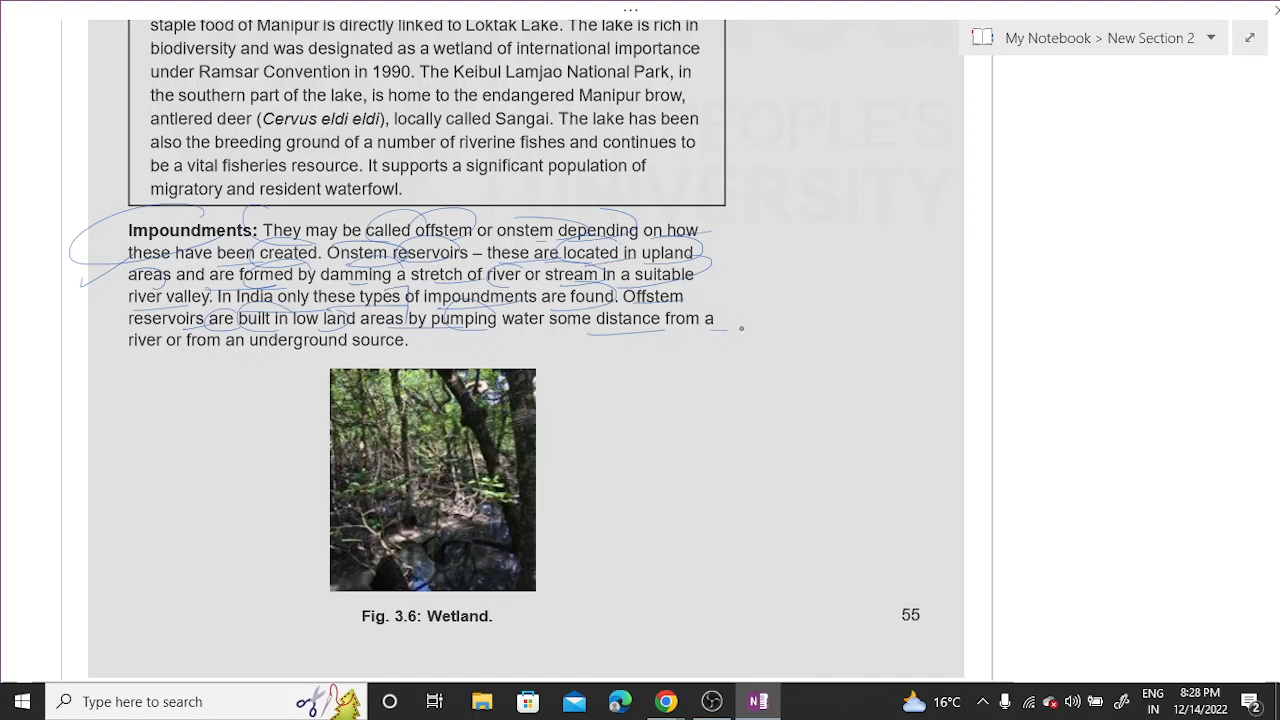 ...
My Notebook > New Section 2
staple food of Manipur is directly linked to Loktak Lake. The lake is rich in
biodiversity and was designated as a wetland of international importance
under Ramsar Convention in 1990. The Keibul Lamjao National Park, in
the southern part of the lake, is home to the endangered Manipur brow,
antlered deer (Cervus eldi eldi), locally called Sangai. The lake has been
also the breeding ground of a number of riverine fishes and continues to
be a vital fisheries resource. It supports a significant population of
migratory and resident waterfowl.
PEOPLE'S
UNIVERSITY
Impoundments: They may be called offstem or onstem depending on how
these have been created. Onstem reservoirs – these are located in upland
areas and are formed by damming a stretch of river or stream in a suitable
river valley. In India only these types of impoundments are found. Offstem
reservoirs are built in low land areas by pumping water some distance from a
river or from an underground source.
Fig. 3.6: Wetland.
55
Type here to search
16°C
ENG
IN
8:28 PM
12/14/2022
2